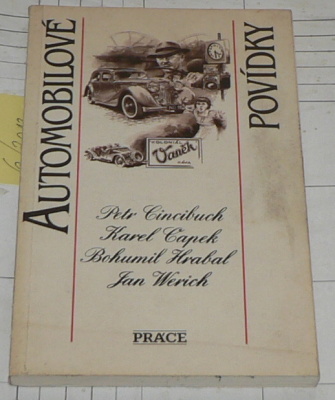 AUTOMOBILOVÉ
POVÍDKY
Vaněk
Petr Cincibuch
Karel Čapek
Bohumil Hrabal
Jan Werich
PRÁCE